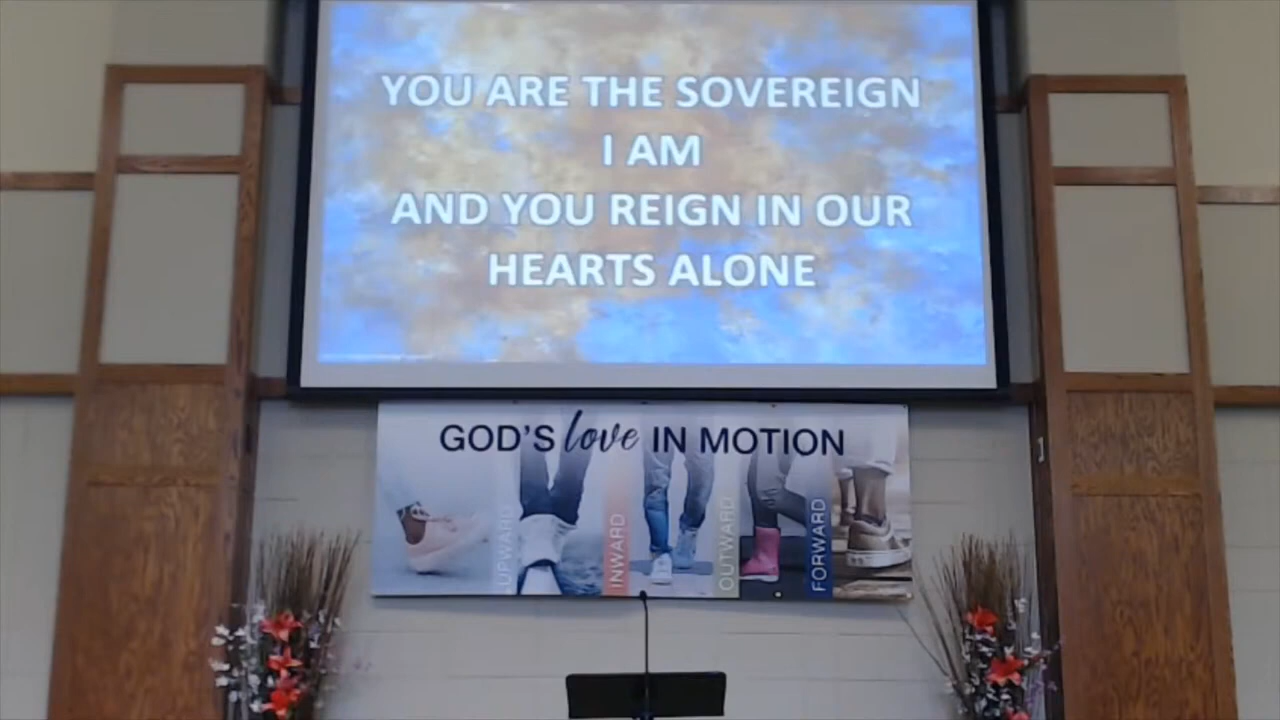 YOU ARE THE SOVEREIGN
I AM
AND YOU REIGN IN OUR
HEARTS ALONE
GOD'S love IN MOTION
UPWARD
INWARD
OUTWARD
FORWARD